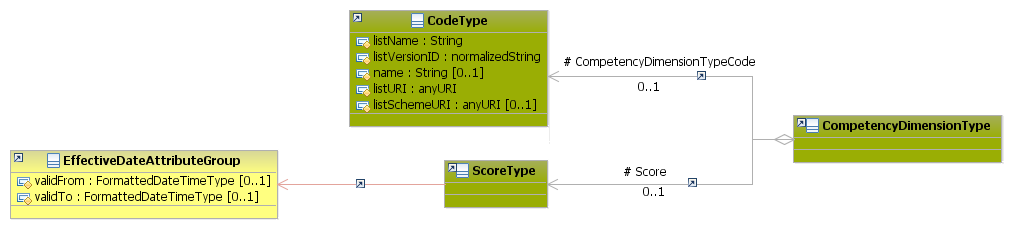 CodeType
listName : String
listVersionID : normalizedString
name : String [0..1]
listURI : anyURI
listSchemeURI : anyURI [0..1]
# CompetencyDimensionTypeCode
0..1
CompetencyDimensionType
EffectiveDateAttributeGroup
validFrom : FormattedDateTimeType [0..1]
validTo : FormattedDateTimeType [0..1]
ScoreType
# Score
0..1